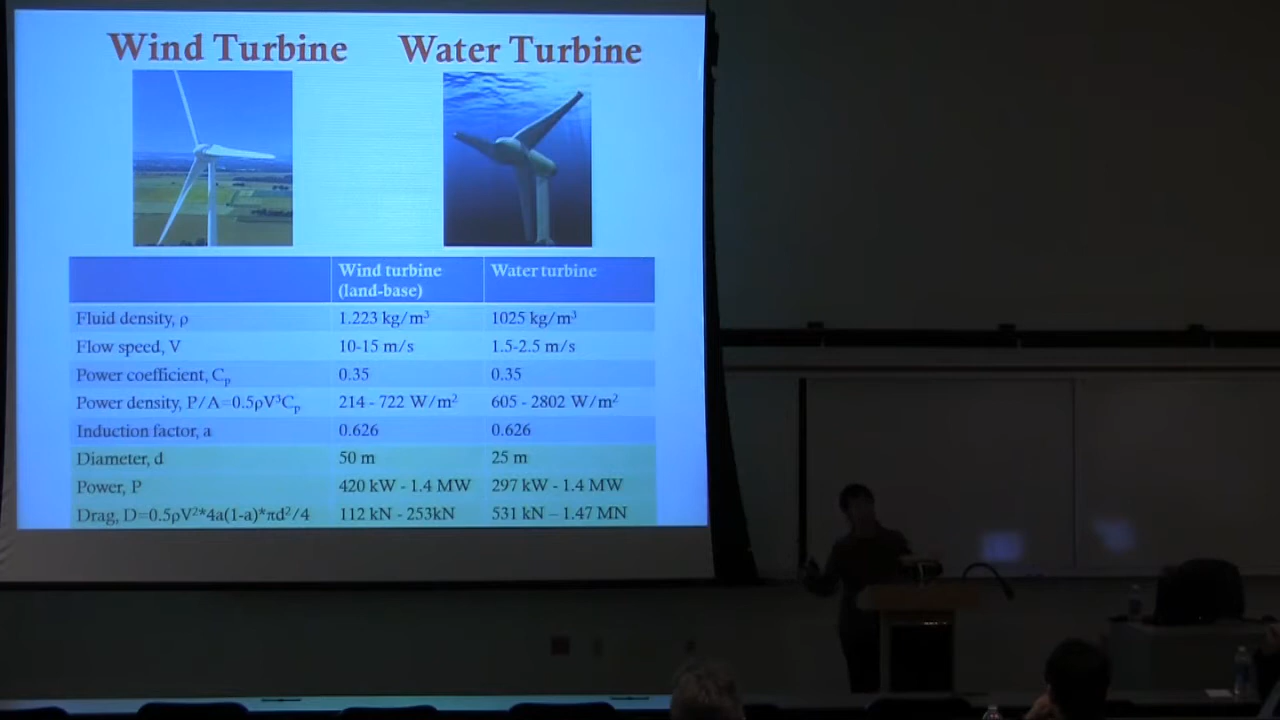 Wind Turbine Water Turbine
Wind turbine (land-base) Water turbine
Fluid density, ρ 1.223 kg/m³ 1025 kg/m³
Flow speed, V 10-15 m/s 1.5-2.5 m/s
Power coefficient, Cp 0.35 0.35
Power density, P/A=0.5ρV³Cp 214 - 722 W/m² 605 - 2802 W/m²
Induction factor, a 0.626 0.626
Diameter, d 50 m 25 m
Power, P 420 kW - 1.4 MW 297 kW - 1.4 MW
Drag, D=0.5ρV²*4a(1-a)*πd²/4 112 kN - 253kN 531 kN – 1.47 MN